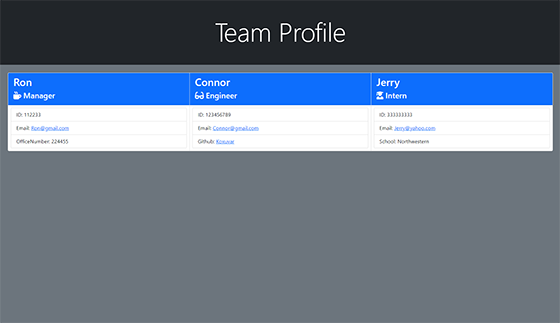 Team Profile
Ron
Manager
ID: 112233
Email: Ron@gmail.com
OfficeNumber: 224455
Connor
Engineer
ID: 123456789
Email: Connor@gmail.com
Github: Koxuvar
Jerry
Intern
ID: 333333333
Email: Jerry@yahoo.com
School: Northwestern